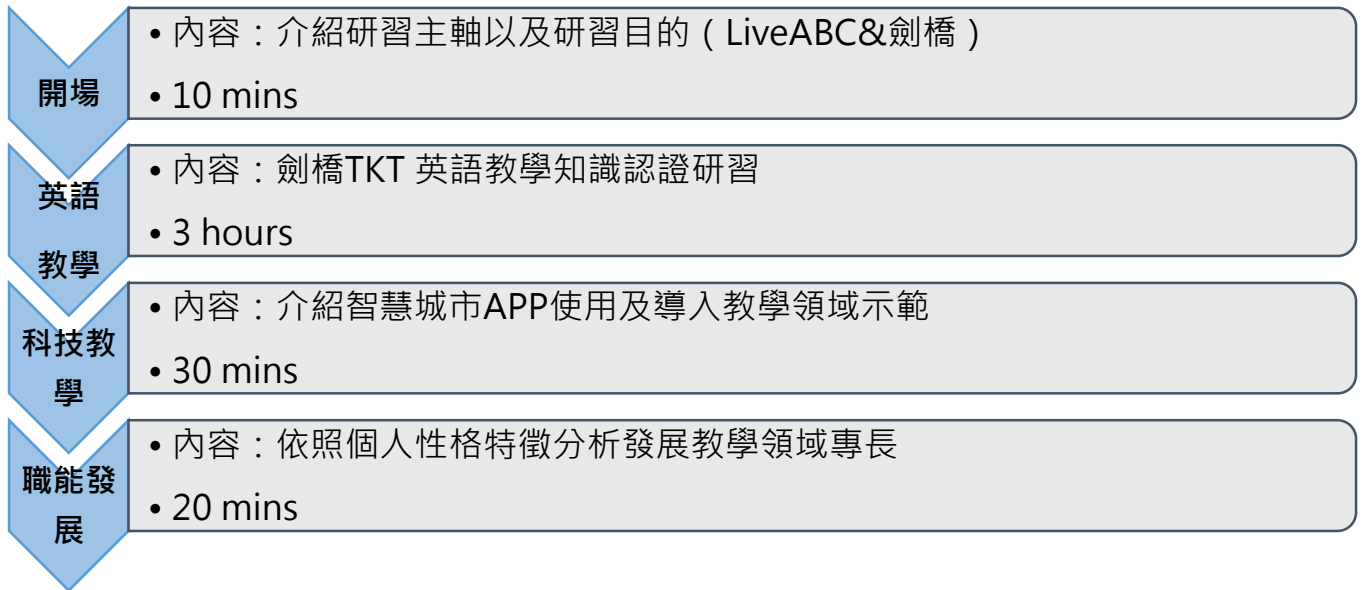 開場
• 內容：介紹研習主軸以及研習目的（LiveABC&劍橋）
• 10 mins
英語
教學
• 內容：劍橋TKT 英語教學知識認證研習
• 3 hours
科技教
學
• 內容：介紹智慧城市APP使用及導入教學領域示範
• 30 mins
職能發
展
• 內容：依照個人性格特徵分析發展教學領域專長
• 20 mins